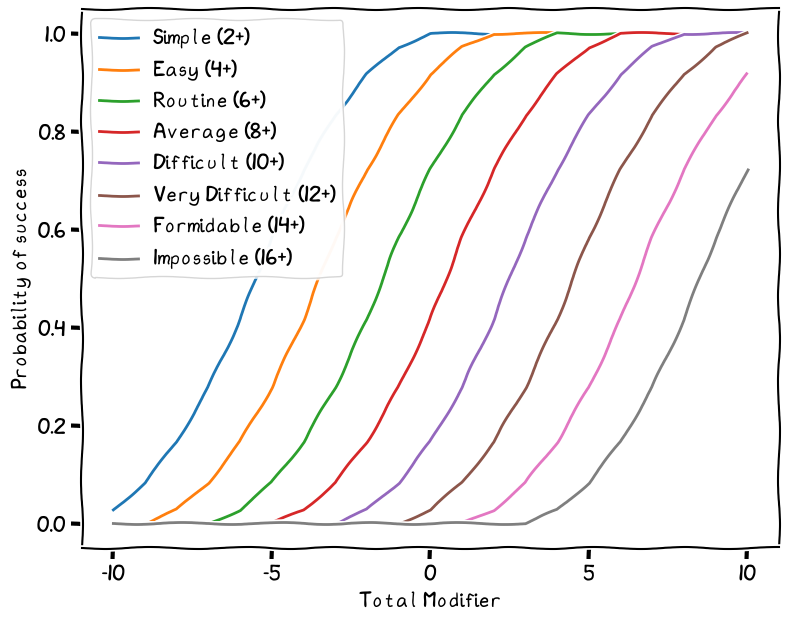 Simple (2+)
Easy (4+)
Routine (6+)
Average (8+)
Difficult (10+)
Very Difficult (12+)
Formidable (14+)
Impossible (16+)
Probability of success
1.0
0.8
0.6
0.4
0.2
0.0
-10 -5 0 5 10
Total Modifier